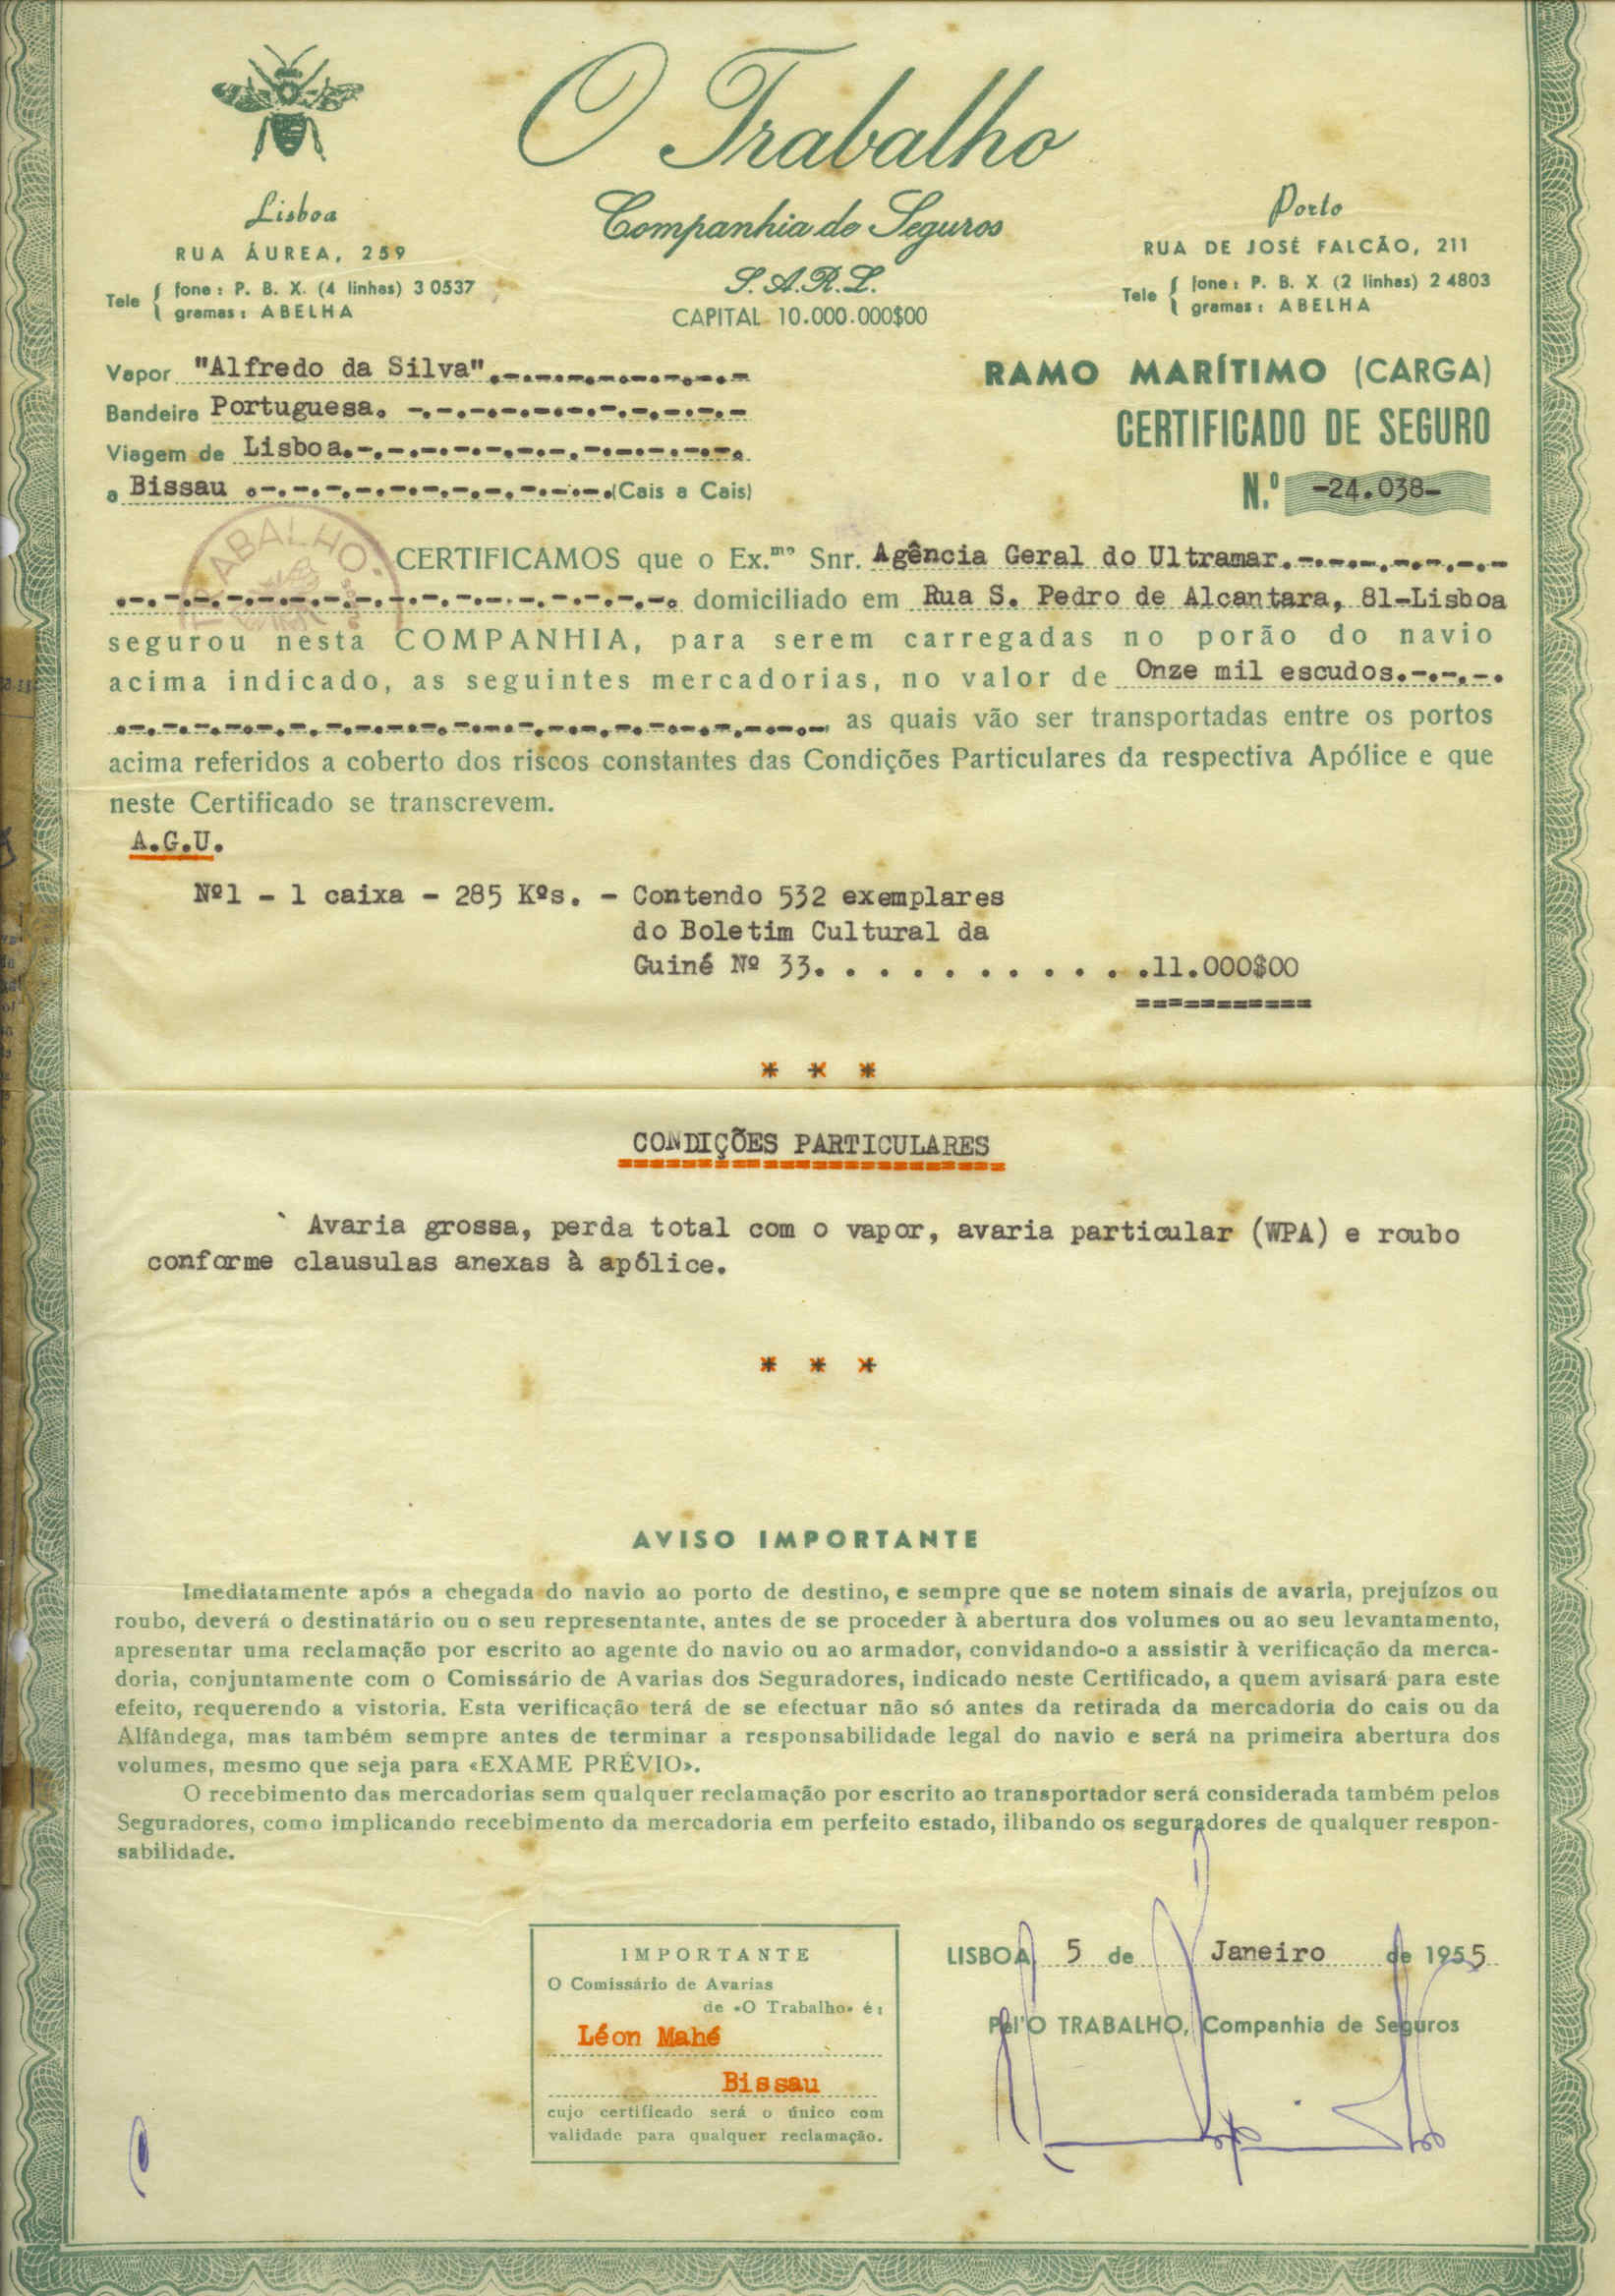 O Trabalho
Companhia de Seguros
S.A.R.L.
CAPITAL 10.000.000$00
Lisboa
RUA ÁUREA, 259
Tele { fone: P. B. X. (4 linhas) 3 0537
gramas: ABELHA
Porto
RUA DE JOSÉ FALCÃO, 211
Tele { fone: P. B. X (2 linhas) 2 4803
gramas: ABELHA
Vapor "Alfredo da Silva"
Bandeira Portuguesa.
Viagem de Lisboa.
a Bissau (Cais a Cais)
RAMO MARÍTIMO (CARGA)
CERTIFICADO DE SEGURO
N.º -24.038-
TRABALHO
CERTIFICAMOS que o Ex.mo Snr. Agência Geral do Ultramar.
domiciliado em Rua S. Pedro de Alcantara, 81-Lisboa
segurou nesta COMPANHIA, para serem carregadas no porão do navio
acima indicado, as seguintes mercadorias, no valor de Onze mil escudos.
as quais vão ser transportadas entre os portos
acima referidos a coberto dos riscos constantes das Condições Particulares da respectiva Apólice e que
neste Certificado se transcrevem.
A.G.U.
Nº1 - 1 caixa - 285 Kºs. - Contendo 532 exemplares
do Boletim Cultural da
Guiné Nº 33. . . . . . . . . . . .11.000$00
===========
* * *
CONDIÇÕES PARTICULARES
Avaria grossa, perda total com o vapor, avaria particular (WPA) e roubo
conforme clausulas anexas à apólice.
* * *
AVISO IMPORTANTE
Imediatamente após a chegada do navio ao porto de destino, e sempre que se notem sinais de avaria, prejuízos ou
roubo, deverá o destinatário ou o seu representante, antes de se proceder à abertura dos volumes ou ao seu levantamento,
apresentar uma reclamação por escrito ao agente do navio ou ao armador, convidando-o a assistir à verificação da merca-
doria, conjuntamente com o Comissário de Avarias dos Seguradores, indicado neste Certificado, a quem avisará para este
efeito, requerendo a vistoria. Esta verificação terá de se efectuar não só antes da retirada da mercadoria do cais ou da
Alfândega, mas também sempre antes de terminar a responsabilidade legal do navio e será na primeira abertura dos
volumes, mesmo que seja para «EXAME PRÉVIO».
O recebimento das mercadorias sem qualquer reclamação por escrito ao transportador será considerada também pelos
Seguradores, como implicando recebimento da mercadoria em perfeito estado, ilibando os seguradores de qualquer respon-
sabilidade.
IMPORTANTE
O Comissário de Avarias
de «O Trabalho» é:
Léon Mahé
Bissau
cujo certificado será o único com
validade para qualquer reclamação.
LISBOA 5 de Janeiro de 1955
Pel'O TRABALHO, Companhia de Seguros